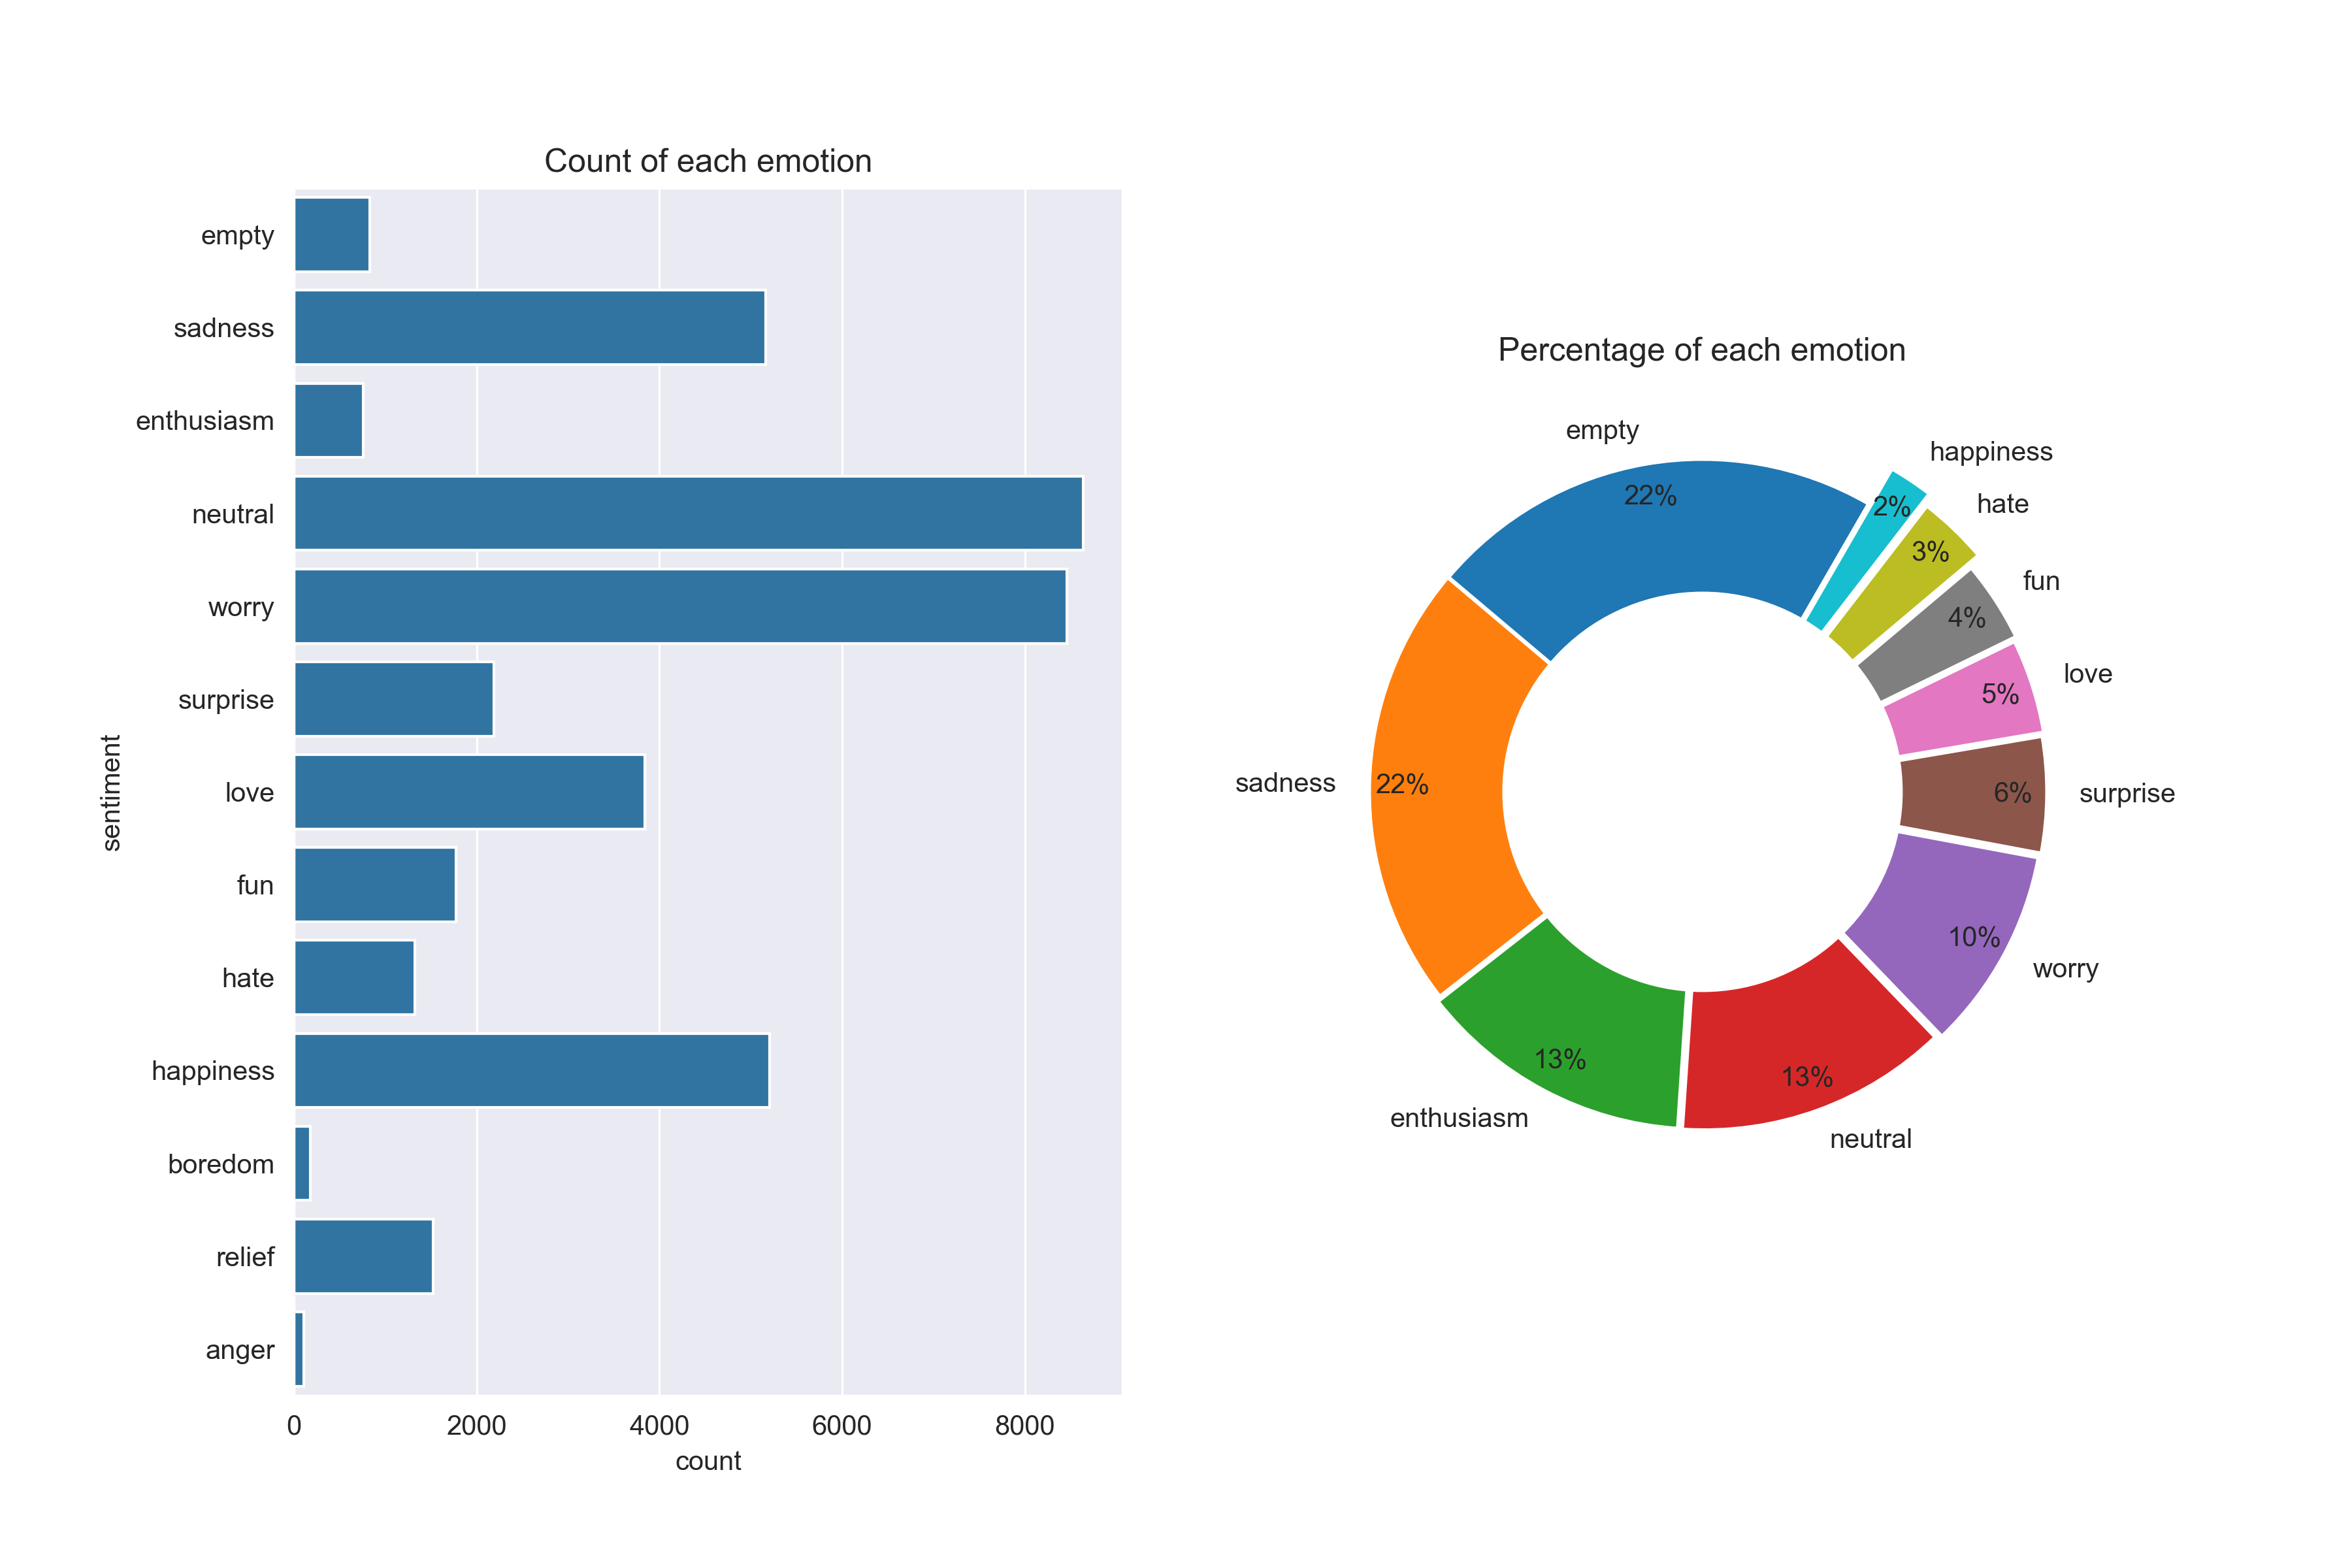 Count of each emotion
empty
sadness
enthusiasm
neutral
worry
surprise
love
fun
hate
happiness
boredom
relief
anger
sentiment
0 2000 4000 6000 8000
count
Percentage of each emotion
empty
22%
sadness
22%
enthusiasm
13%
neutral
13%
worry
10%
surprise
6%
love
5%
fun
4%
hate
3%
happiness
2%